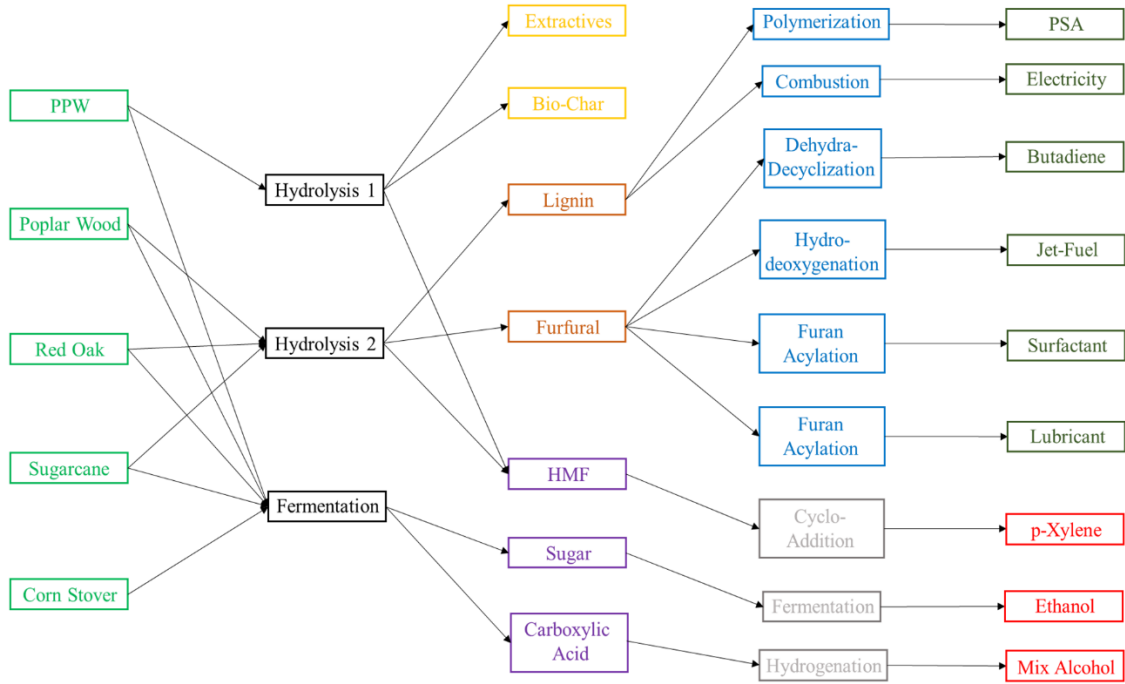 PPW
Poplar Wood
Red Oak
Sugarcane
Corn Stover
Hydrolysis 1
Hydrolysis 2
Fermentation
Extractives
Bio-Char
Lignin
Furfural
HMF
Sugar
Carboxylic
Acid
Polymerization
Combustion
Dehydra-
Decyclization
Hydro-
deoxygenation
Furan
Acylation
Furan
Acylation
Cyclo-
Addition
Fermentation
Hydrogenation
PSA
Electricity
Butadiene
Jet-Fuel
Surfactant
Lubricant
p-Xylene
Ethanol
Mix Alcohol